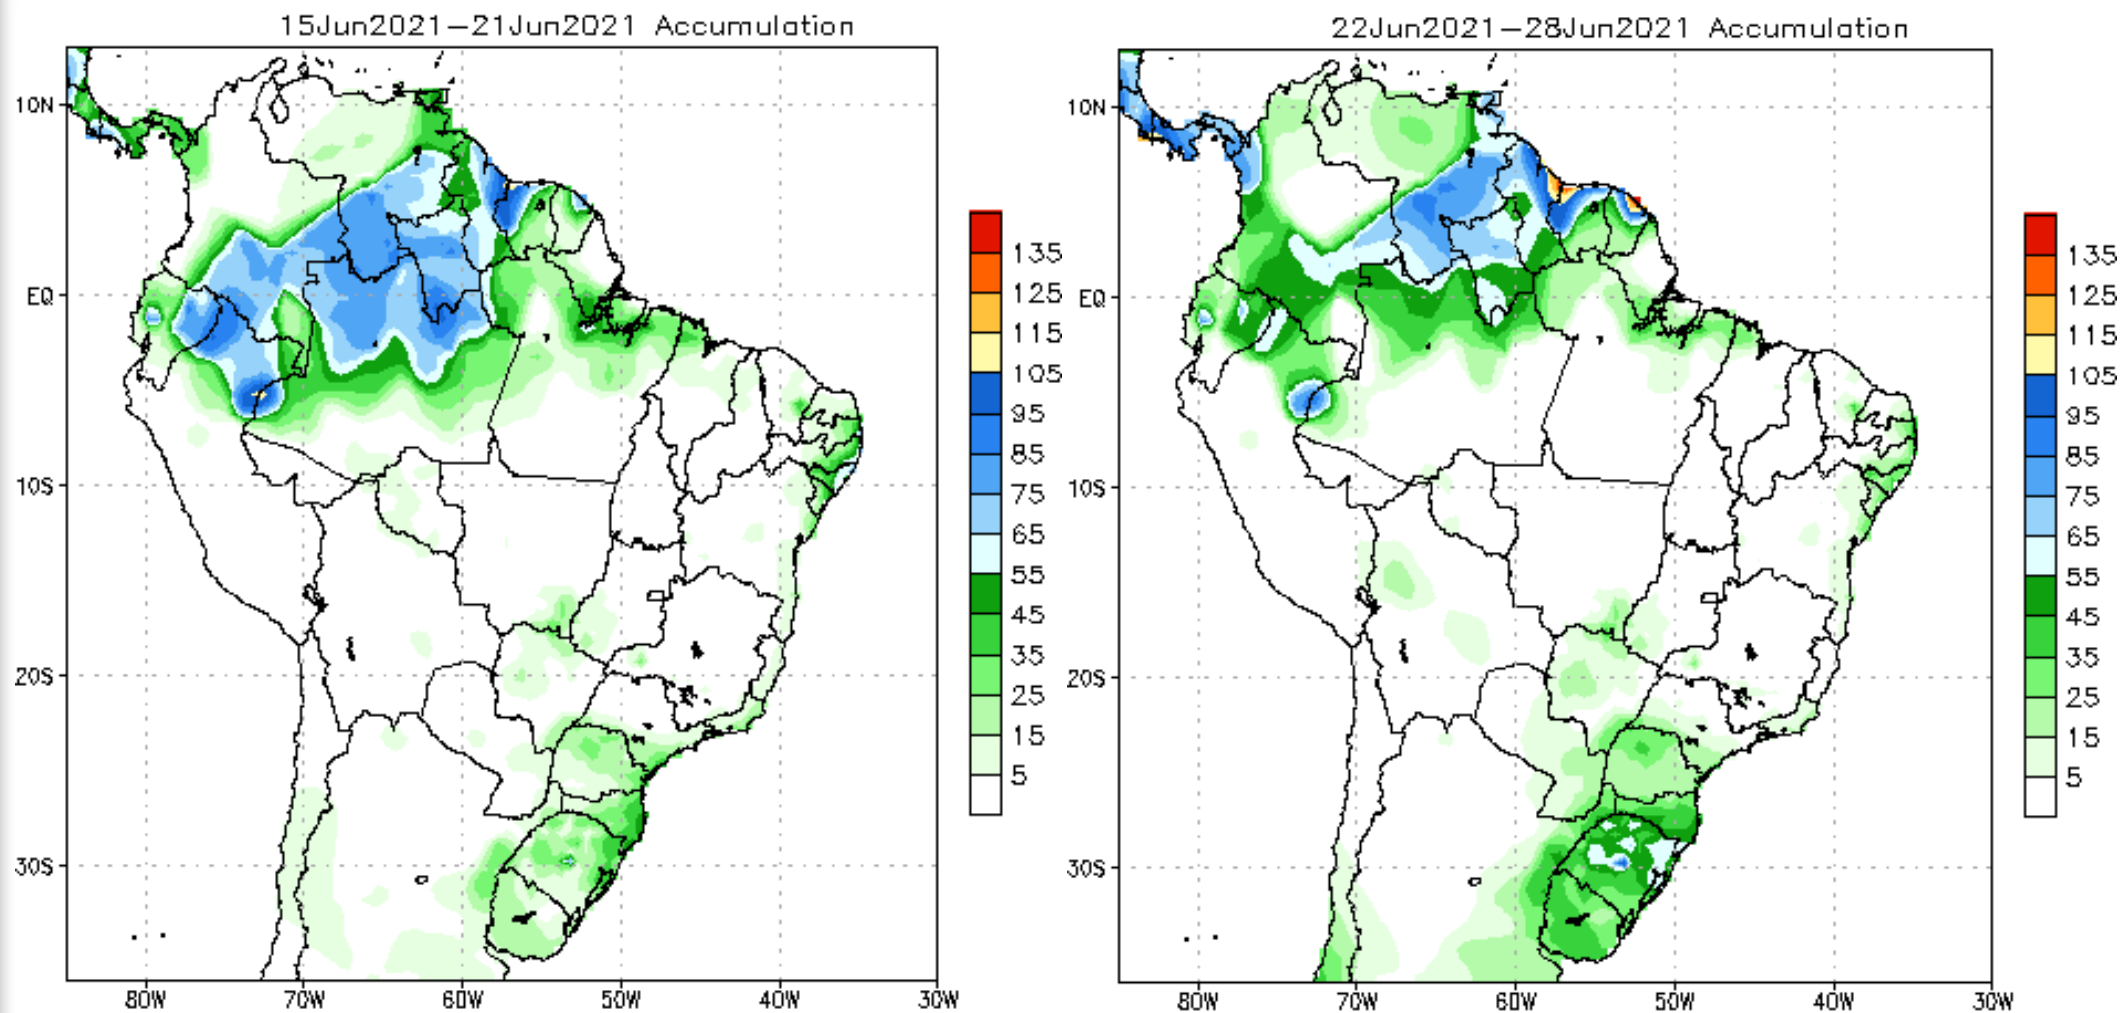 15Jun2021–21Jun2021 Accumulation
10N
EQ
10S
20S
30S
80W 70W 60W 50W 40W 30W
135
125
115
105
95
85
75
65
55
45
35
25
15
5
22Jun2021–28Jun2021 Accumulation
10N
EQ
10S
20S
30S
80W 70W 60W 50W 40W 30W
135
125
115
105
95
85
75
65
55
45
35
25
15
5